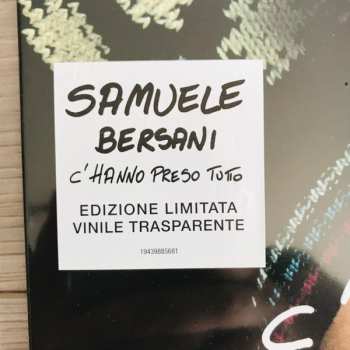 SAMUELE
BERSANI
C'HANNO PRESO TUTTO
EDIZIONE LIMITATA
VINILE TRASPARENTE
19439885661